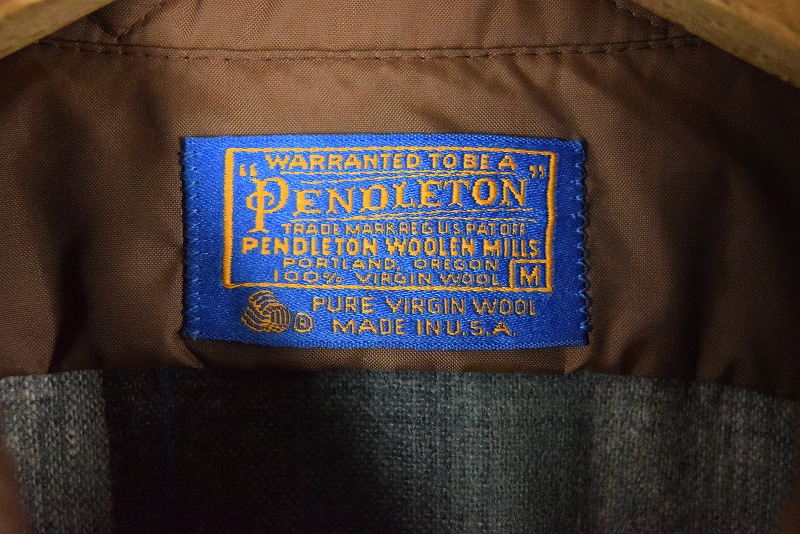 WARRANTED TO BE A
"PENDLETON"
TRADE MARK REG U.S. PAT. OFF.
PENDLETON WOOLEN MILLS
PORTLAND, OREGON
100% VIRGIN WOOL M
® PURE VIRGIN WOOL
MADE IN U.S.A.